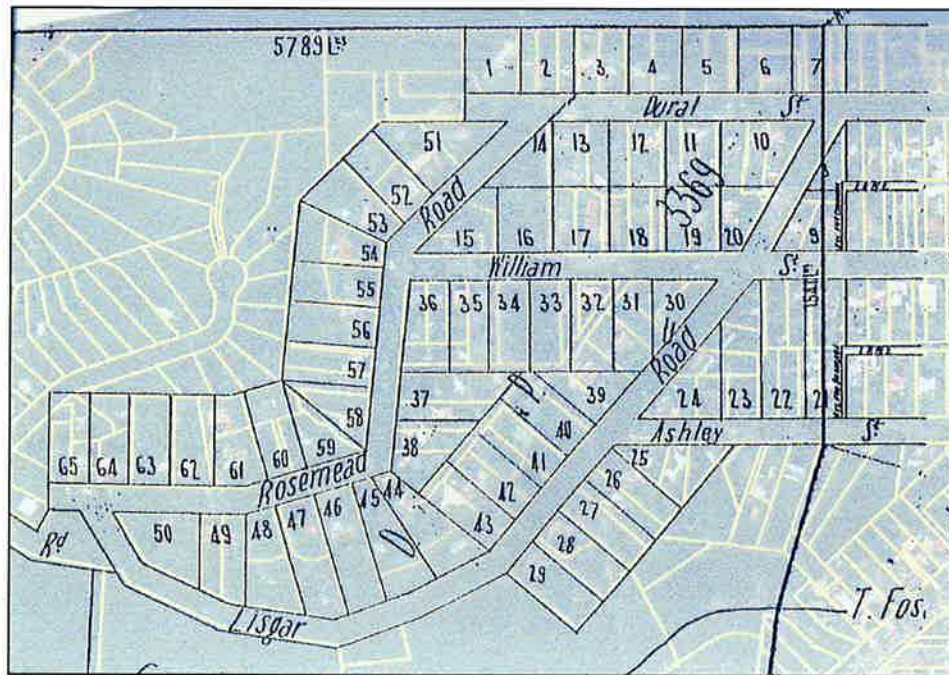 5789 Lks
1 2 3 4 5 6 7
Dural St
51 14 13 12 11 10
3369
52 Road
53
54 15 16 17 18 19 20 9
William St
55
36 35 34 33 32 31 30
56
57
37 39 Road 24 23 22 21
58
40
Ashley St
38
59 41 25
65 64 63 62 61 60
Rosemead
45 44 42 26
46
47
48 43 27
50 49
Rd
28
29
Lisgar
T. Fos